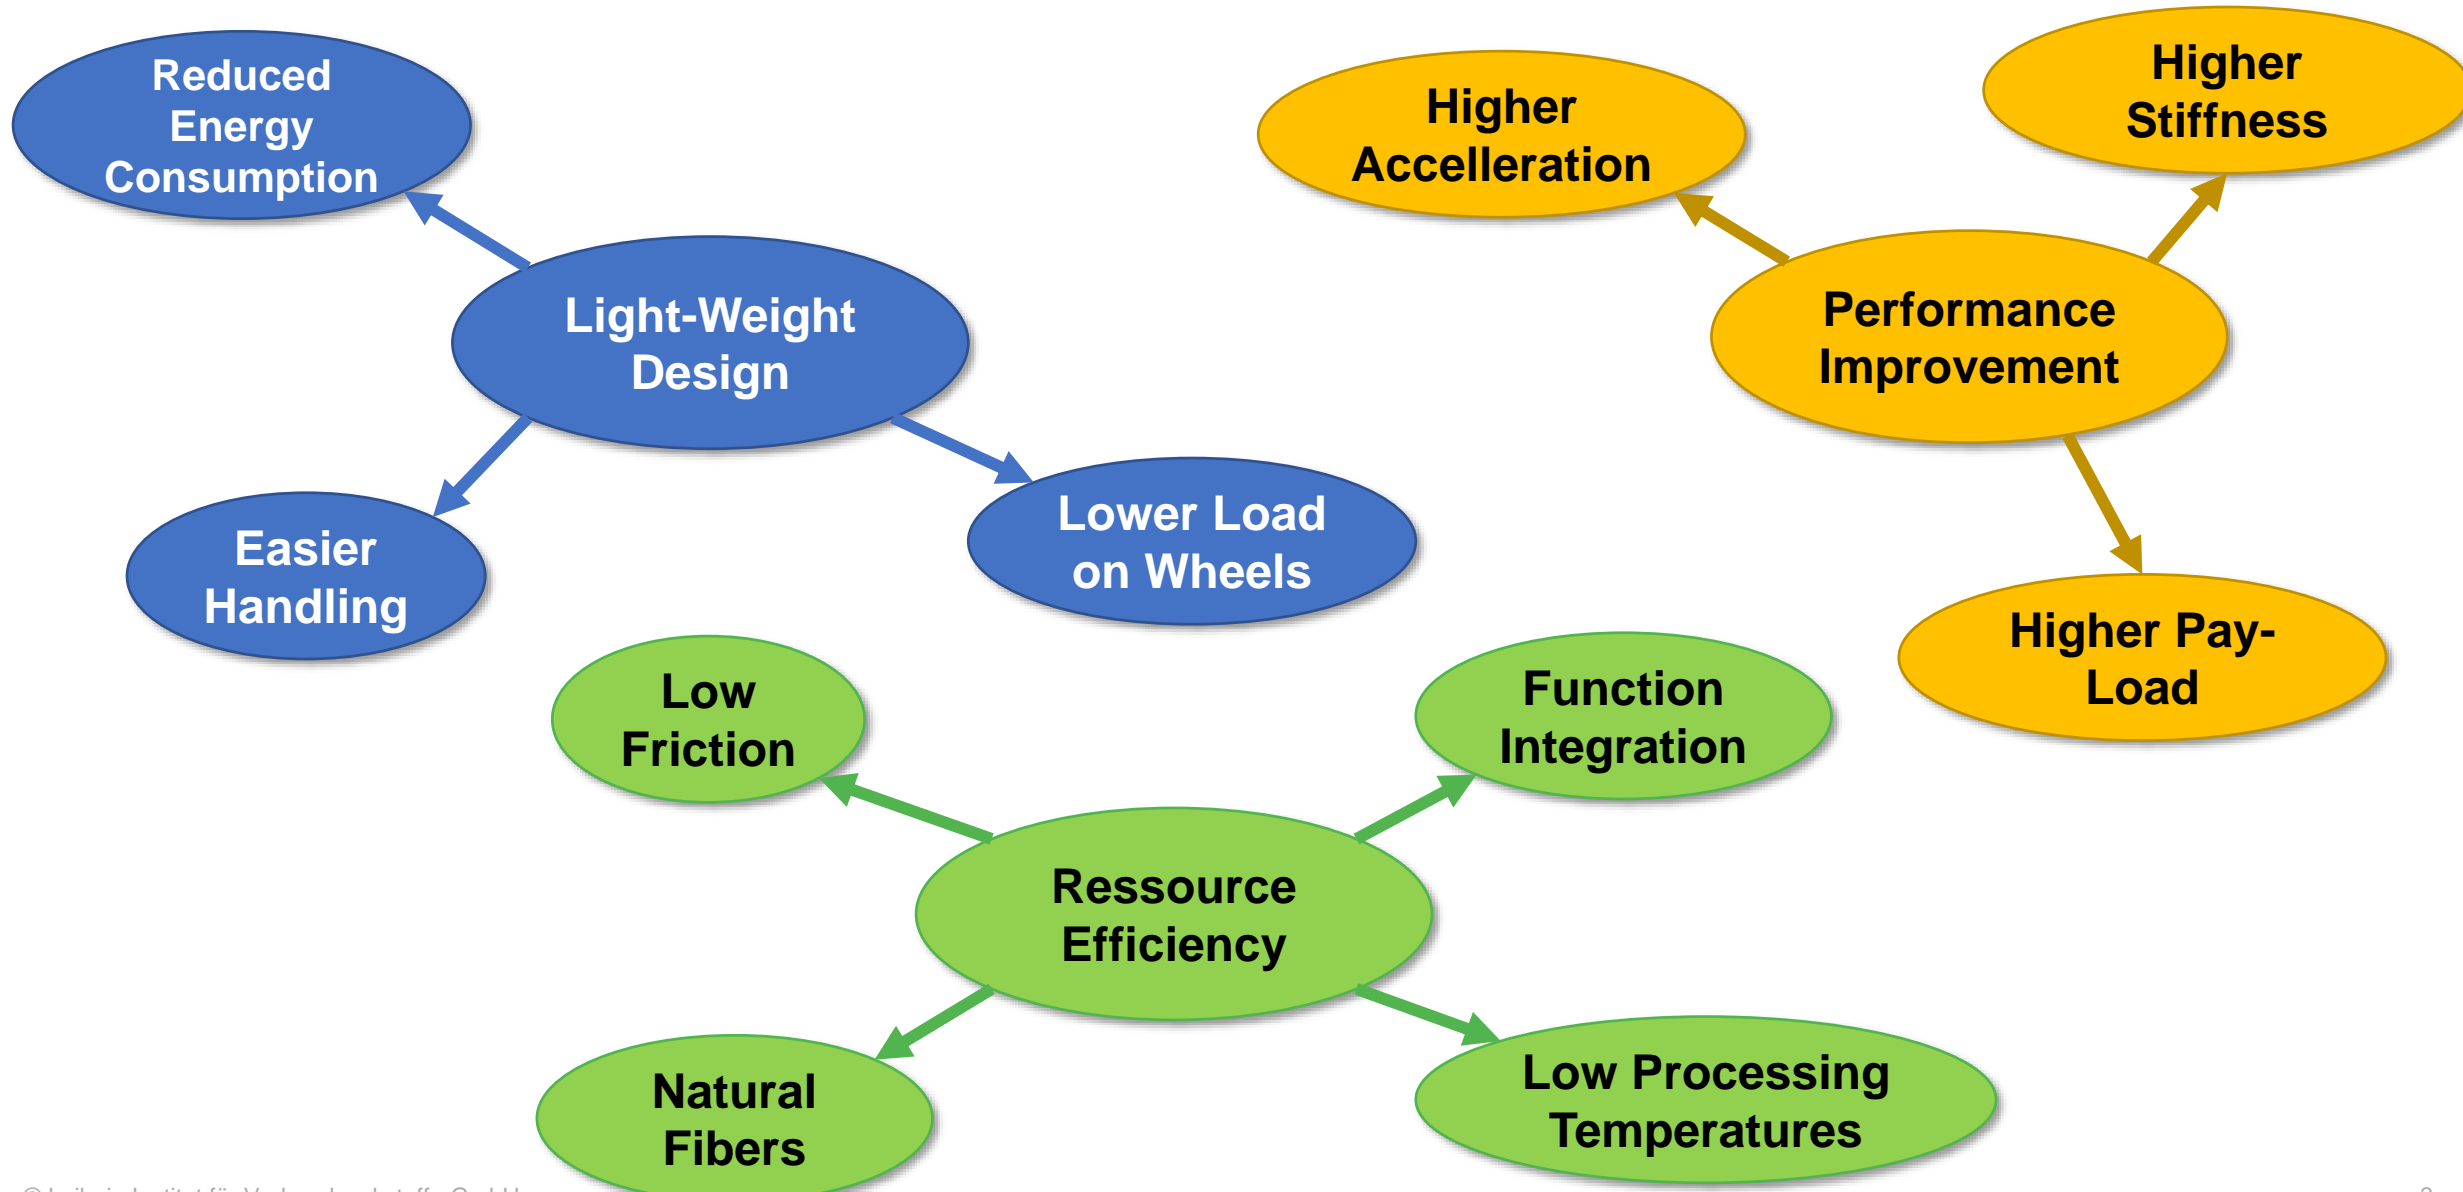 Reduced
Energy
Consumption
Light-Weight
Design
Easier
Handling
Lower Load
on Wheels
Higher
Accelleration
Higher
Stiffness
Performance
Improvement
Higher Pay-
Load
Low
Friction
Function
Integration
Ressource
Efficiency
Natural
Fibers
Low Processing
Temperatures